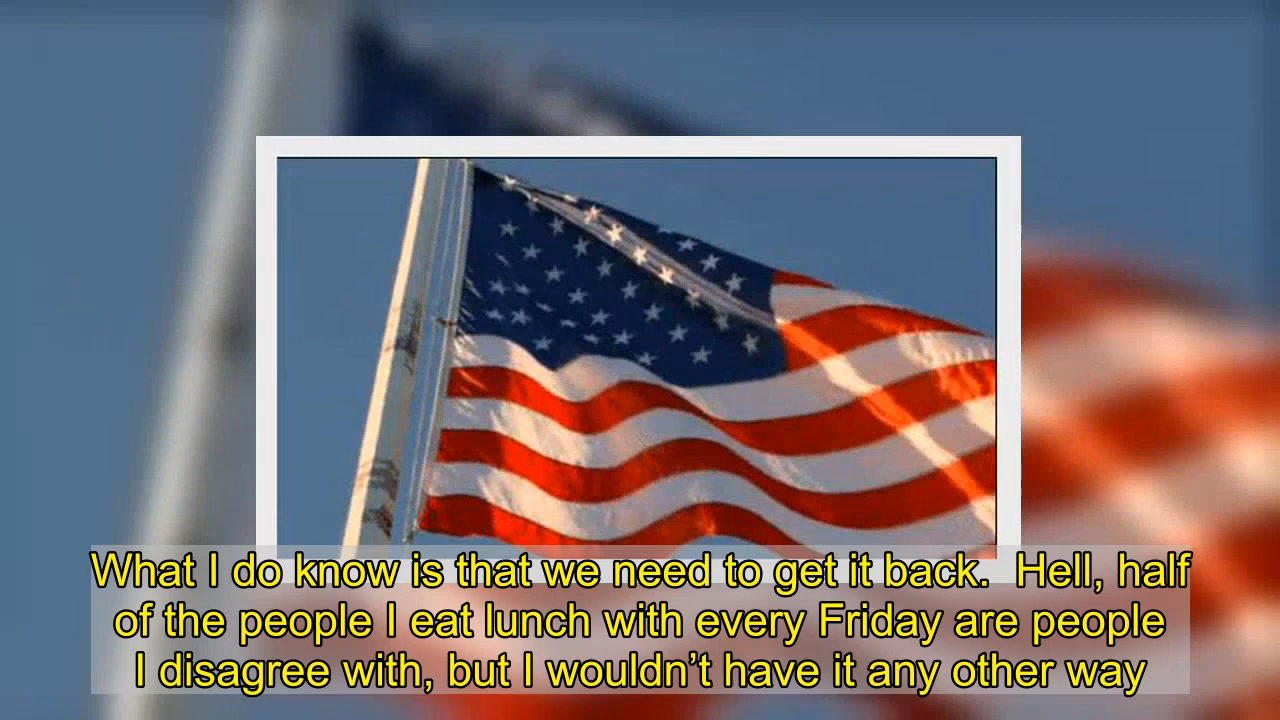 What I do know is that we need to get it back.  Hell, half
of the people I eat lunch with every Friday are people
I disagree with, but I wouldn’t have it any other way